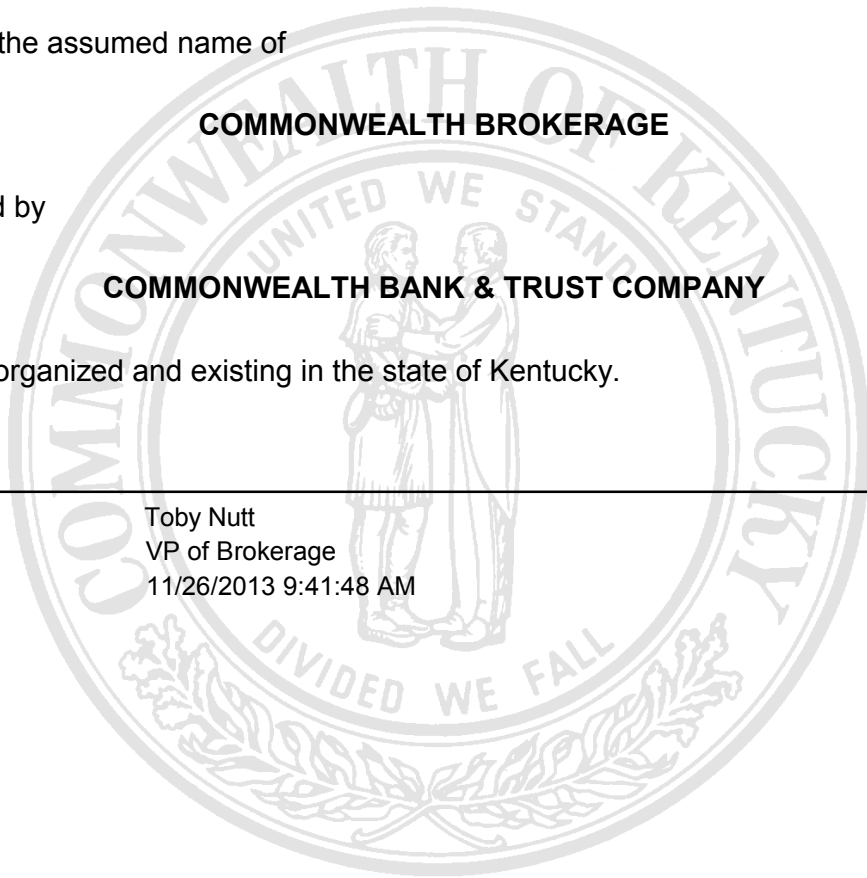 the assumed name of
COMMONWEALTH BROKERAGE
d by
COMMONWEALTH BANK & TRUST COMPANY
organized and existing in the state of Kentucky.
Toby Nutt
VP of Brokerage
11/26/2013 9:41:48 AM
COMMONWEALTH OF KENTUCKY
UNITED WE STAND
DIVIDED WE FALL